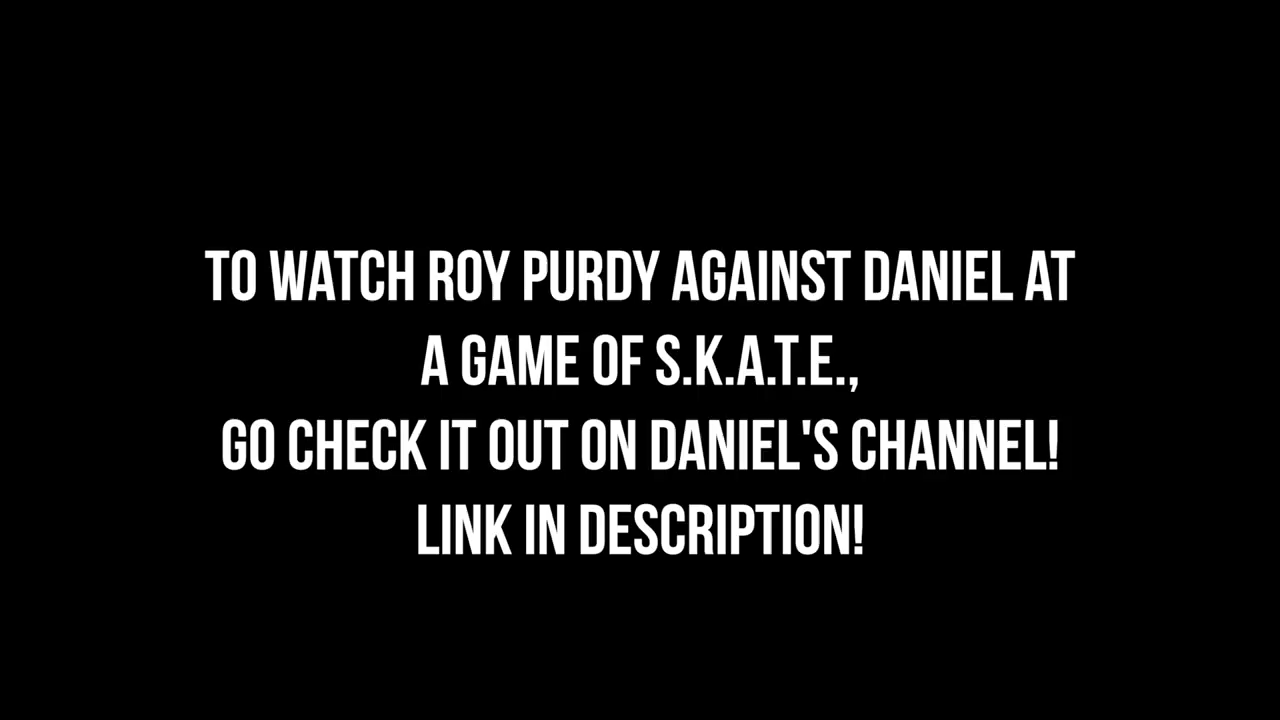 TO WATCH ROY PURDY AGAINST DANIEL AT
A GAME OF S.K.A.T.E.,
GO CHECK IT OUT ON DANIEL'S CHANNEL!
LINK IN DESCRIPTION!